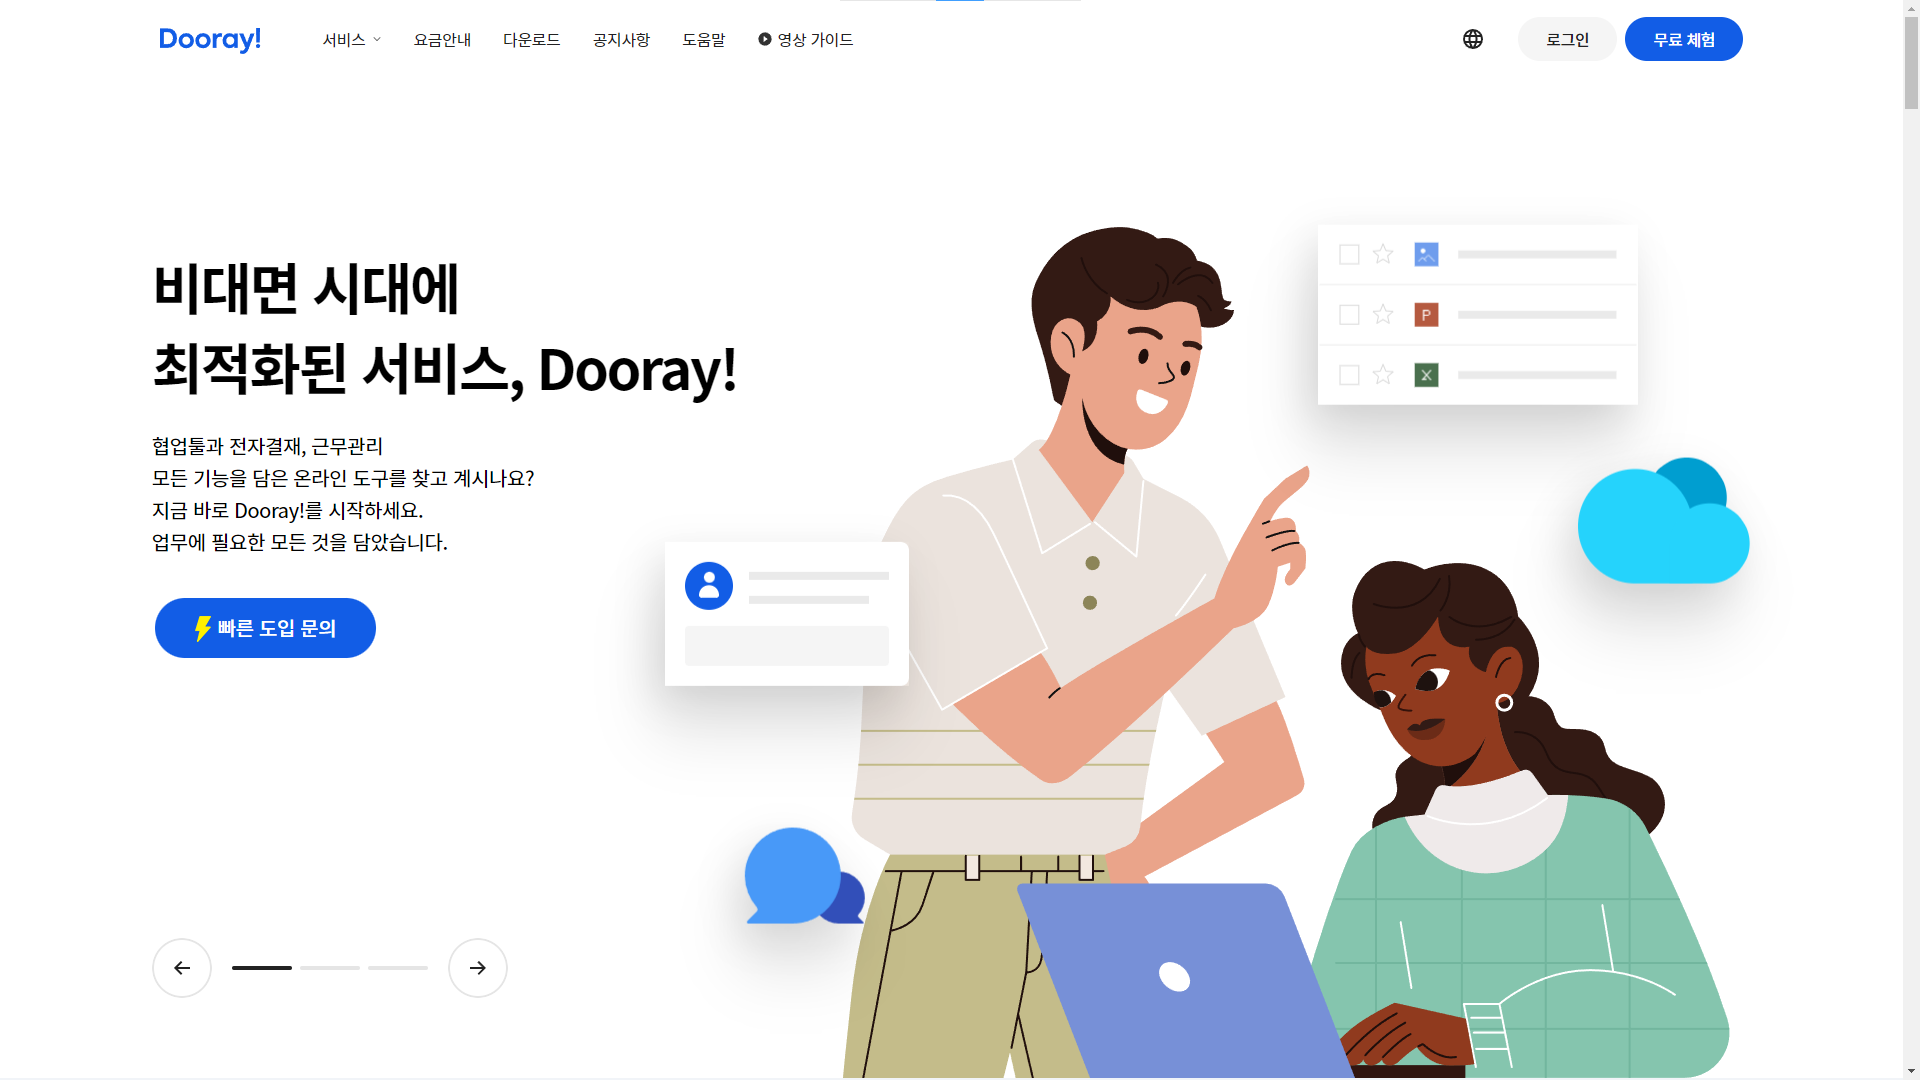 Dooray!
서비스
요금안내
다운로드
공지사항
도움말
영상 가이드
로그인
무료 체험
비대면 시대에
최적화된 서비스, Dooray!
협업툴과 전자결재, 근무관리
모든 기능을 담은 온라인 도구를 찾고 계시나요?
지금 바로 Dooray!를 시작하세요.
업무에 필요한 모든 것을 담았습니다.
빠른 도입 문의
P
X